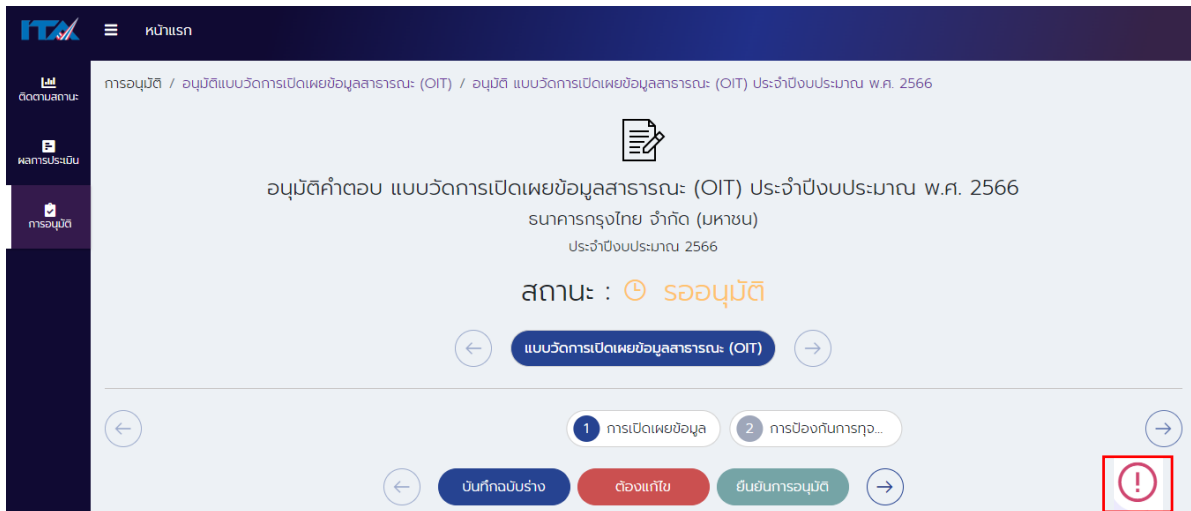 ITA
หน้าแรก
ติดตามสถานะ
ผลการประเมิน
การอนุมัติ
การอนุมัติ / อนุมัติแบบวัดการเปิดเผยข้อมูลสาธารณะ (OIT) / อนุมัติ แบบวัดการเปิดเผยข้อมูลสาธารณะ (OIT) ประจำปีงบประมาณ พ.ศ. 2566
อนุมัติคำตอบ แบบวัดการเปิดเผยข้อมูลสาธารณะ (OIT) ประจำปีงบประมาณ พ.ศ. 2566
ธนาคารกรุงไทย จำกัด (มหาชน)
ประจำปีงบประมาณ 2566
สถานะ : รออนุมัติ
แบบวัดการเปิดเผยข้อมูลสาธารณะ (OIT)
1 การเปิดเผยข้อมูล 2 การป้องกันการทุจ...
บันทึกฉบับร่าง ต้องแก้ไข ยืนยันการอนุมัติ